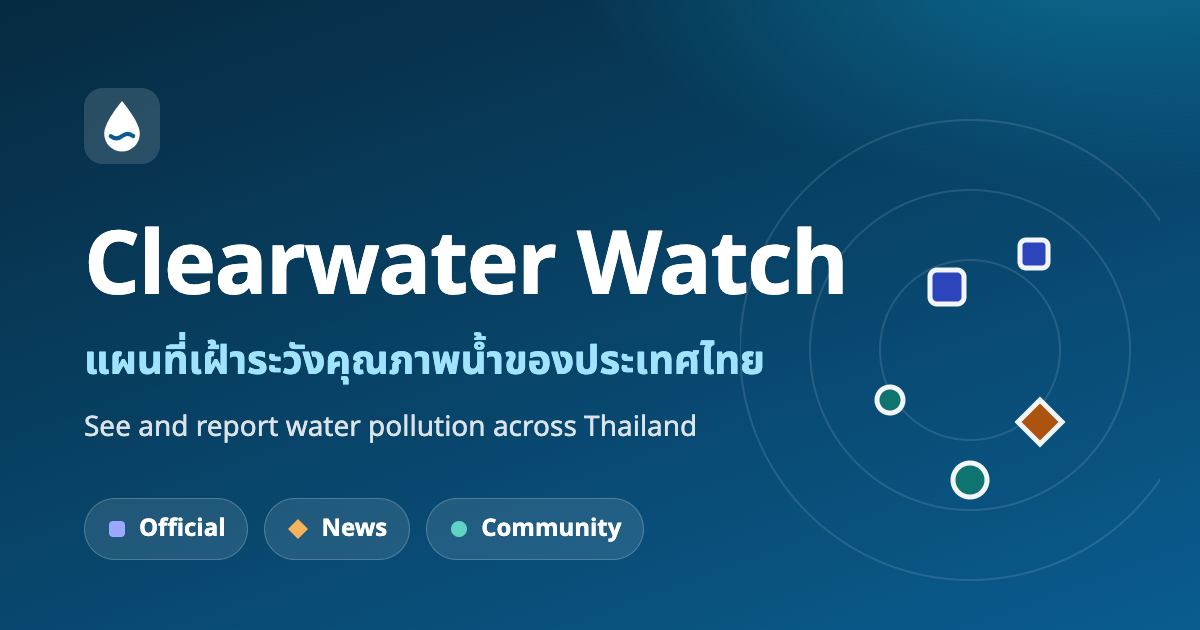 Clearwater Watch
แผนที่เฝ้าระวังคุณภาพน้ำของประเทศไทย
See and report water pollution across Thailand
Official News Community